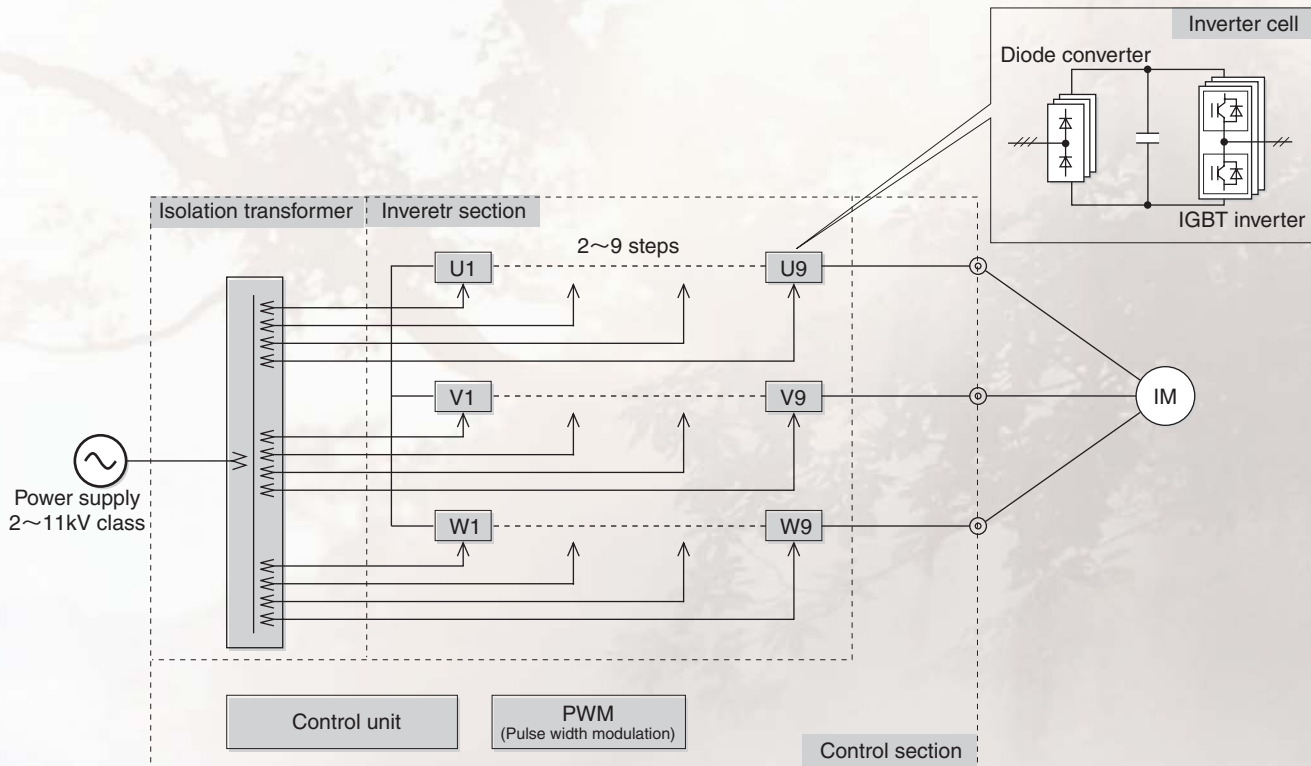 Inverter cell
Diode converter
IGBT inverter
Isolation transformer
Inveretr section
2～9 steps
U1
U9
V1
V9
IM
Power supply
2～11kV class
W1
W9
Control unit
PWM
(Pulse width modulation)
Control section